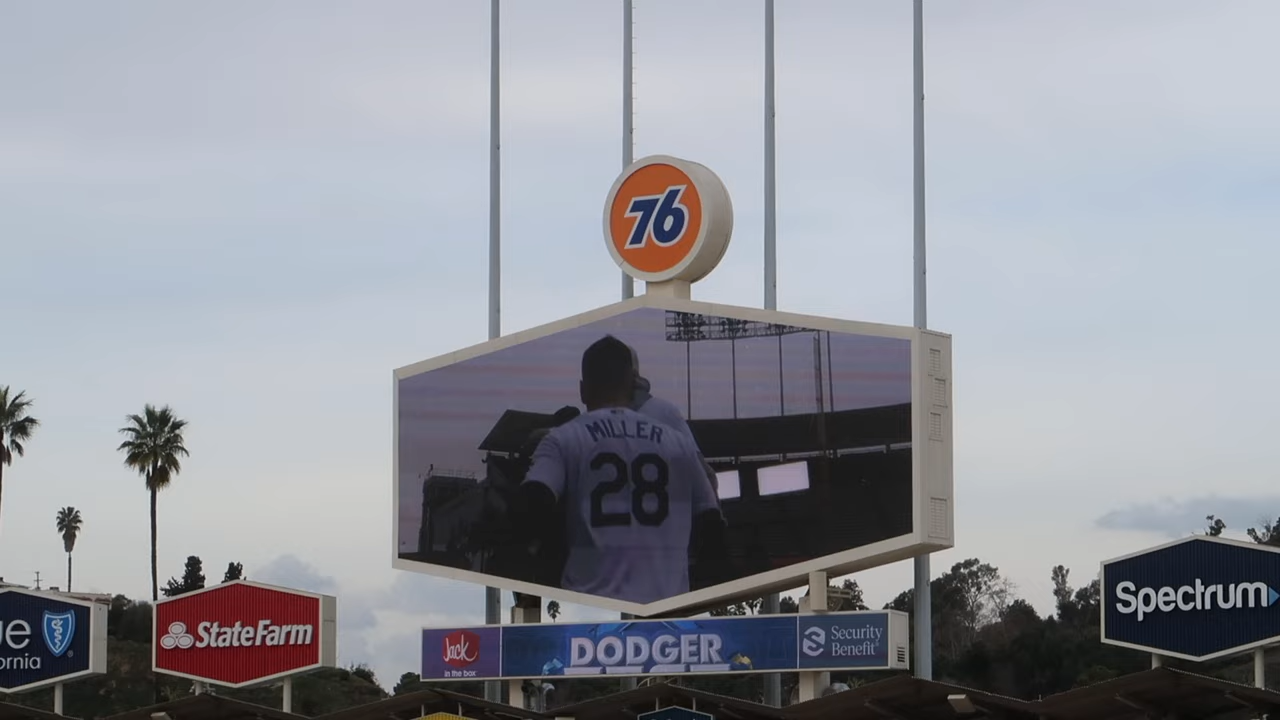 76
MILLER
28
ue
ornia
StateFarm
Jack
in the box
DODGER
Security
Benefit
Spectrum